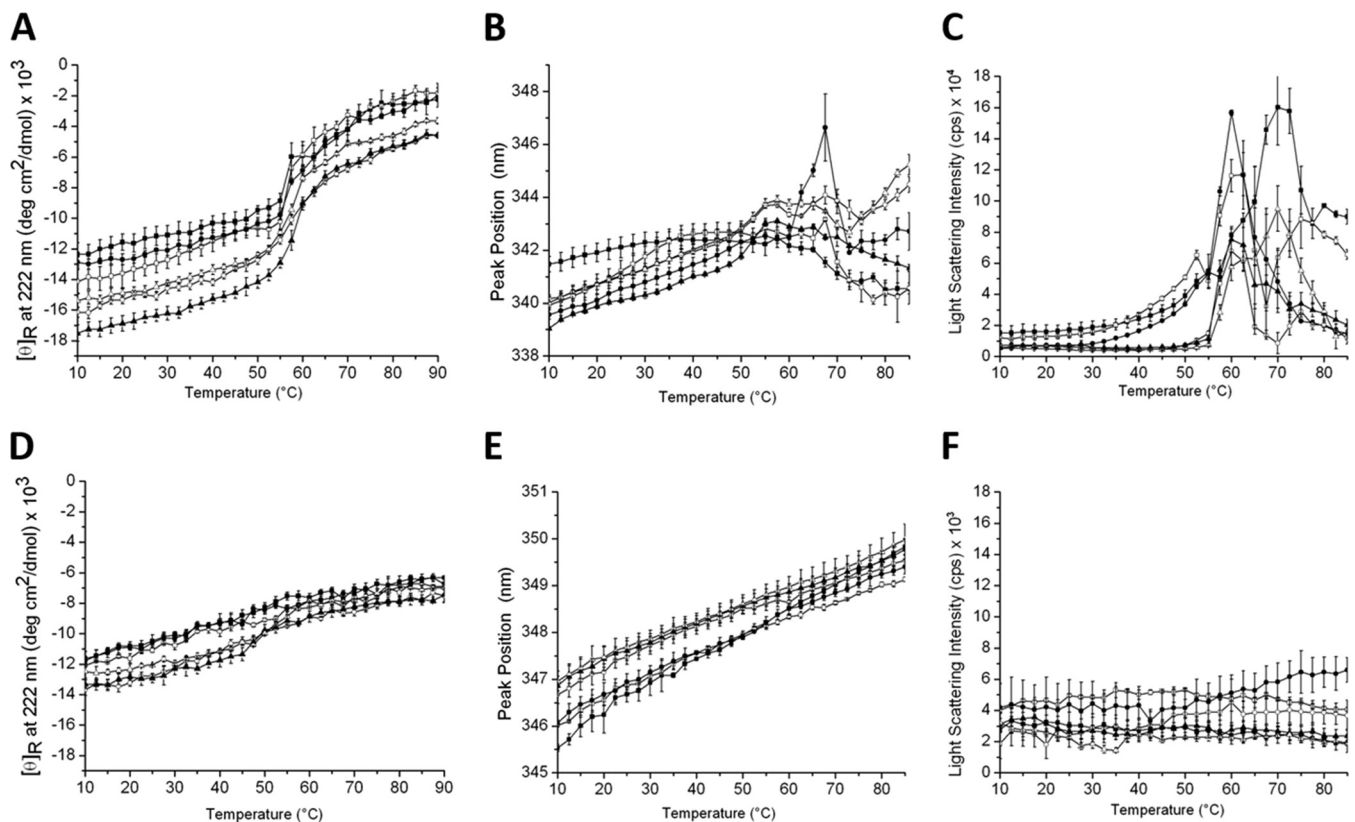 A
B
C
[θ]R at 222 nm (deg cm²/dmol) x 10³
0
-2
-4
-6
-8
-10
-12
-14
-16
-18
10 20 30 40 50 60 70 80 90
Temperature (°C)
Peak Position (nm)
348
346
344
342
340
338
10 20 30 40 50 60 70 80
Temperature (°C)
Light Scattering Intensity (cps) x 10⁴
18
16
14
12
10
8
6
4
2
0
10 20 30 40 50 60 70 80
Temperature (°C)
D
E
F
[θ]R at 222 nm (deg cm²/dmol) x 10³
0
-2
-4
-6
-8
-10
-12
-14
-16
-18
10 20 30 40 50 60 70 80 90
Temperature (°C)
Peak Position (nm)
351
350
349
348
347
346
345
10 20 30 40 50 60 70 80
Temperature (°C)
Light Scattering Intensity (cps) x 10³
18
16
14
12
10
8
6
4
2
0
10 20 30 40 50 60 70 80
Temperature (°C)